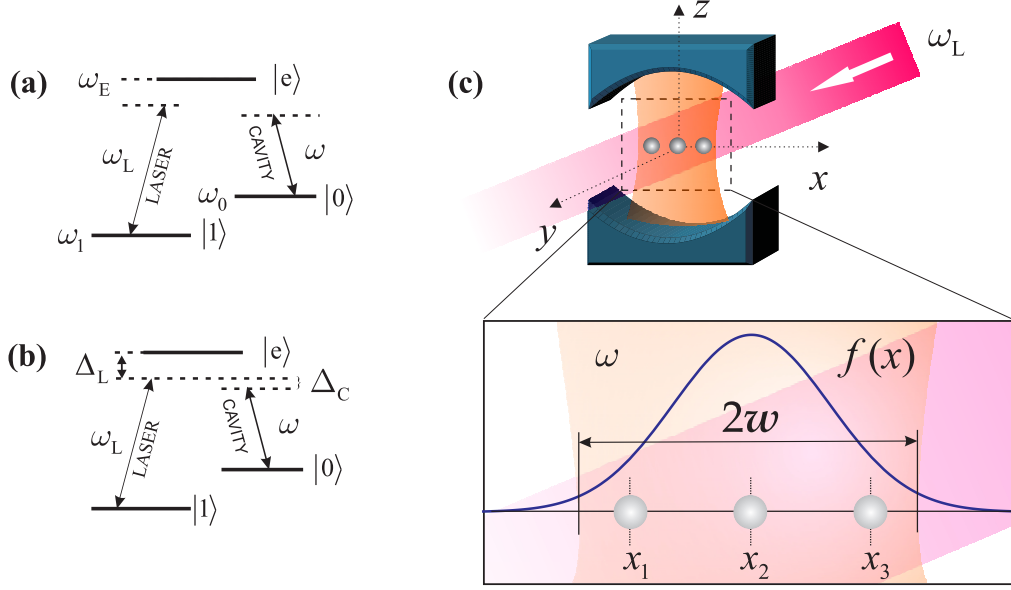 (a)
ω_E
|e⟩
ω_L
LASER
CAVITY
ω
ω_0
|0⟩
ω_1
|1⟩
(b)
|e⟩
Δ_L
Δ_C
ω_L
LASER
CAVITY
ω
|0⟩
|1⟩
(c)
z
ω_L
x
y
ω
f(x)
2w
x_1
x_2
x_3